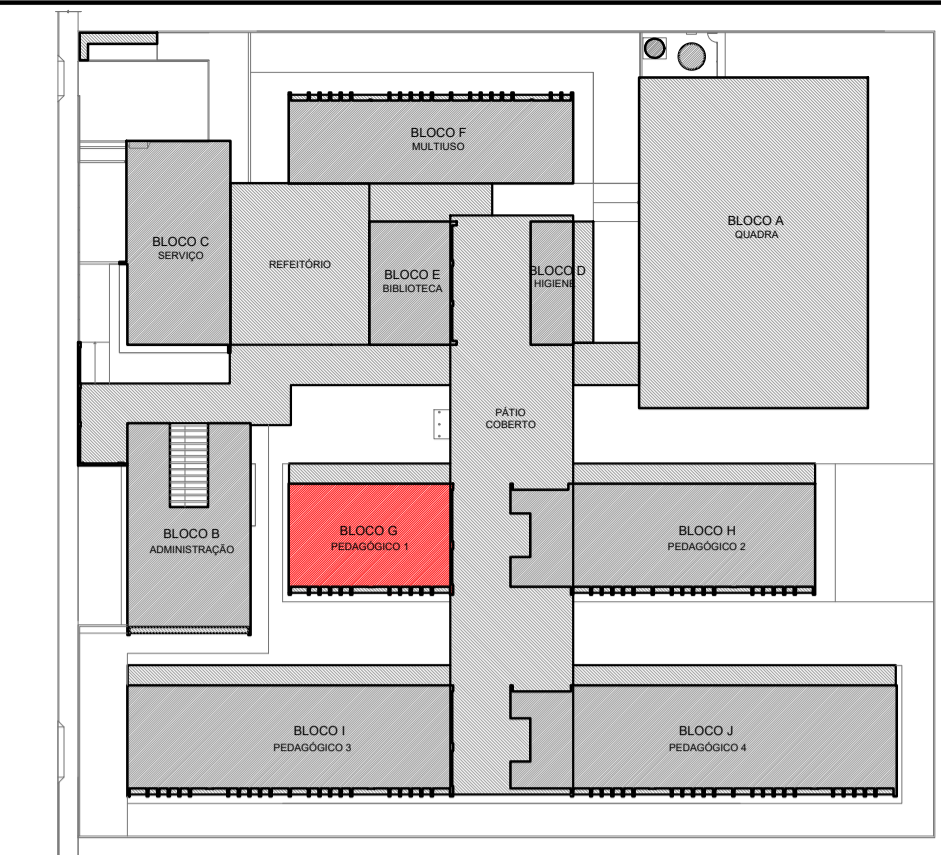 BLOCO F
MULTIUSO
BLOCO A
QUADRA
BLOCO C
SERVIÇO
REFEITÓRIO
BLOCO E
BIBLIOTECA
BLOCO D
HIGIENE
PÁTIO
COBERTO
BLOCO B
ADMINISTRAÇÃO
BLOCO G
PEDAGÓGICO 1
BLOCO H
PEDAGÓGICO 2
BLOCO I
PEDAGÓGICO 3
BLOCO J
PEDAGÓGICO 4